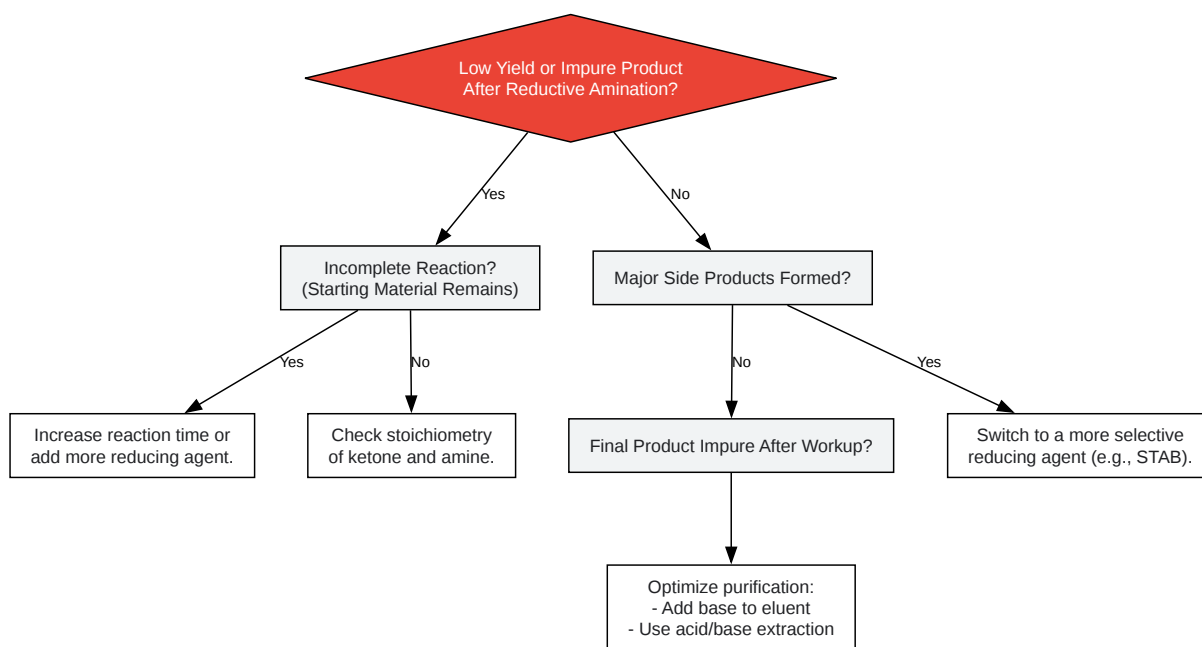 Low Yield or Impure Product
After Reductive Amination?
Yes
No
Incomplete Reaction?
(Starting Material Remains)
Major Side Products Formed?
Yes
No
No
Yes
Increase reaction time or
add more reducing agent.
Check stoichiometry
of ketone and amine.
Final Product Impure After Workup?
Switch to a more selective
reducing agent (e.g., STAB).
Optimize purification:
- Add base to eluent
- Use acid/base extraction